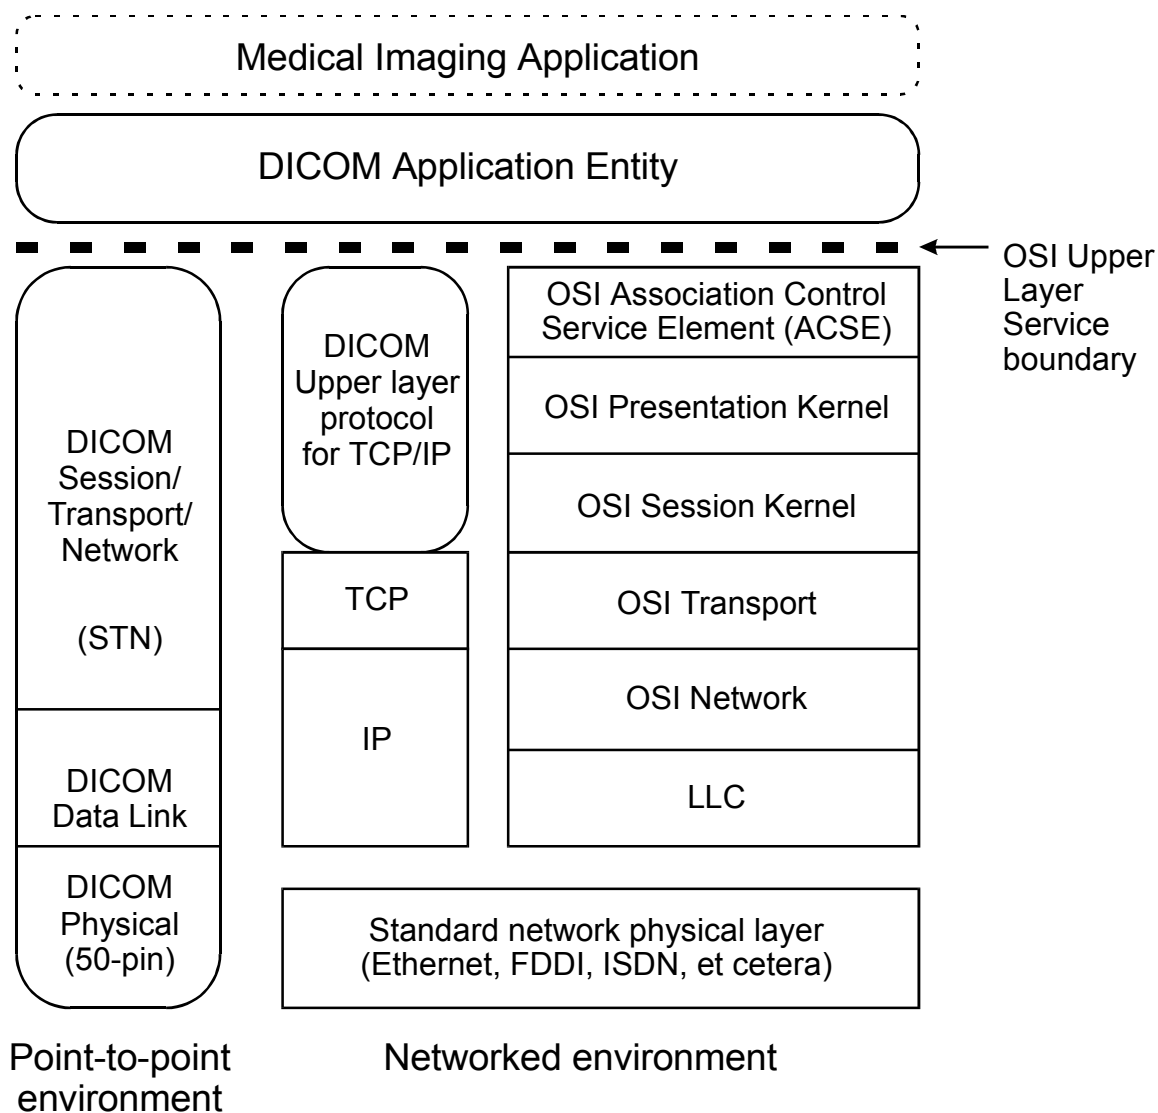 Medical Imaging Application
DICOM Application Entity
OSI Upper
Layer
Service
boundary
DICOM
Session/
Transport/
Network
(STN)
DICOM
Data Link
DICOM
Physical
(50-pin)
DICOM
Upper layer
protocol
for TCP/IP
TCP
IP
OSI Association Control
Service Element (ACSE)
OSI Presentation Kernel
OSI Session Kernel
OSI Transport
OSI Network
LLC
Standard network physical layer
(Ethernet, FDDI, ISDN, et cetera)
Point-to-point
environment
Networked environment